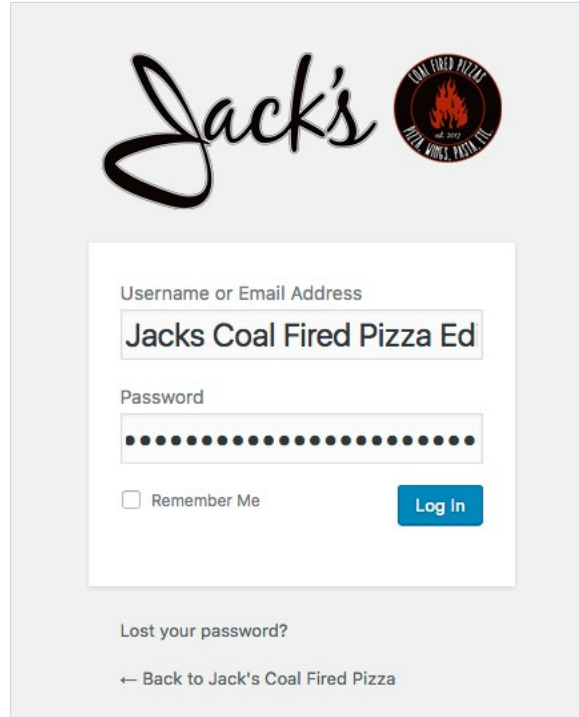 Jack's
COAL FIRED PIZZAS
est. 2017
PIZZA, WINGS, PASTA, ETC.
Username or Email Address
Jacks Coal Fired Pizza Edi
Password
Remember Me
Log In
Lost your password?
← Back to Jack's Coal Fired Pizza